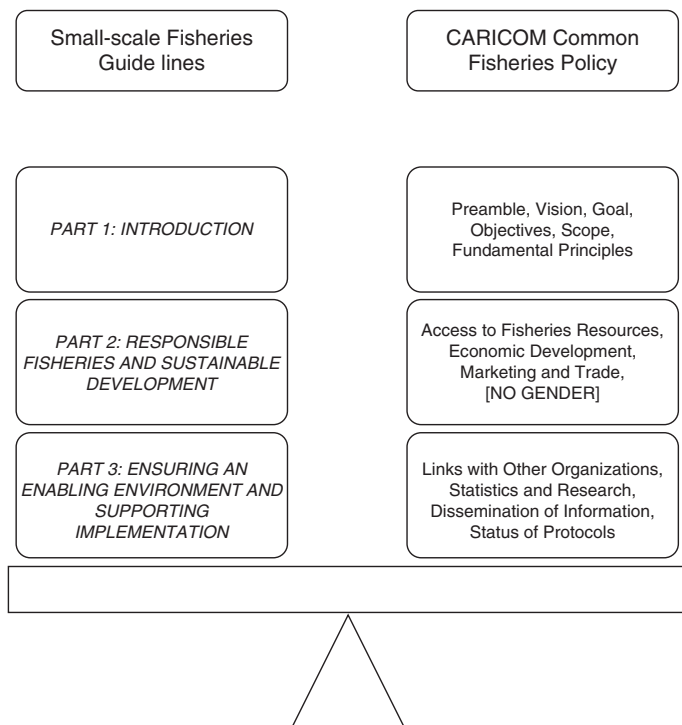 Small-scale Fisheries
Guide lines
CARICOM Common
Fisheries Policy
PART 1: INTRODUCTION
Preamble, Vision, Goal,
Objectives, Scope,
Fundamental Principles
PART 2: RESPONSIBLE
FISHERIES AND SUSTAINABLE
DEVELOPMENT
Access to Fisheries Resources,
Economic Development,
Marketing and Trade,
[NO GENDER]
PART 3: ENSURING AN
ENABLING ENVIRONMENT AND
SUPPORTING
IMPLEMENTATION
Links with Other Organizations,
Statistics and Research,
Dissemination of Information,
Status of Protocols